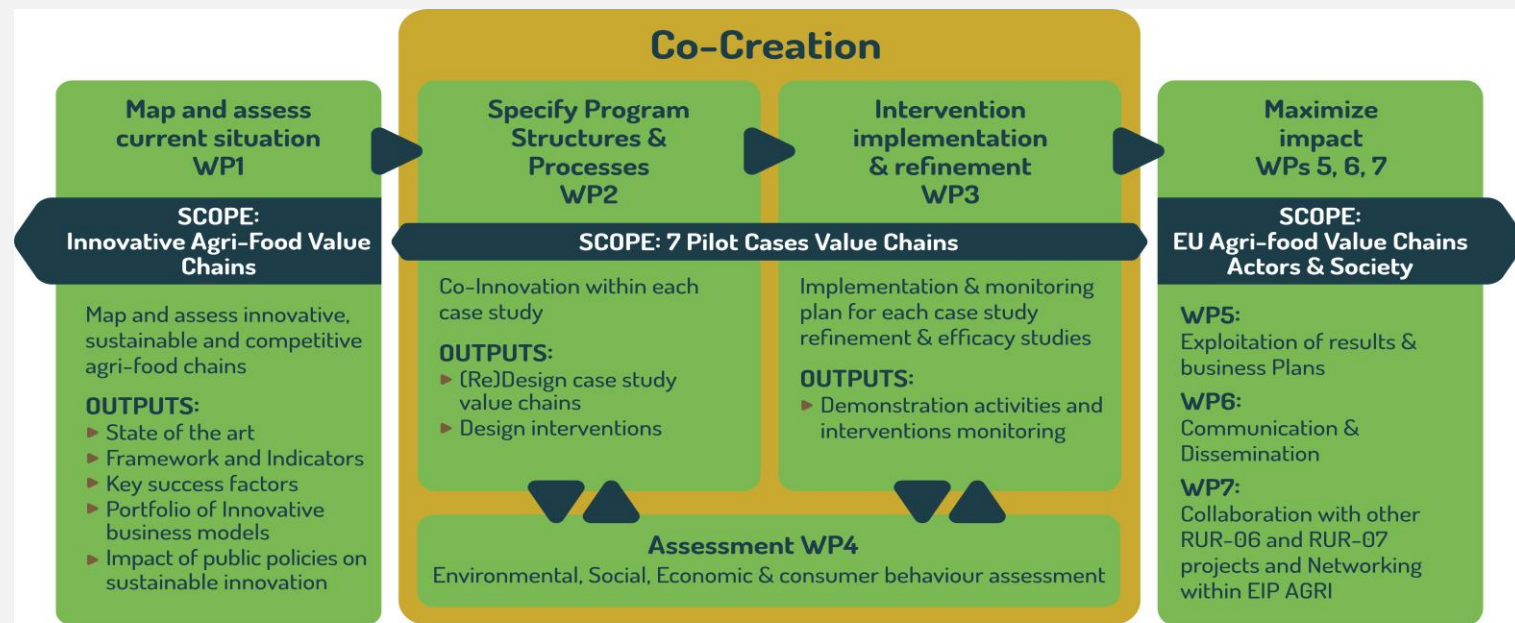 Co-Creation
Map and assess
current situation
WP1
SCOPE:
Innovative Agri-Food Value
Chains
Map and assess innovative,
sustainable and competitive
agri-food chains
OUTPUTS:
State of the art
Framework and Indicators
Key success factors
Portfolio of Innovative
business models
Impact of public policies on
sustainable innovation
Specify Program
Structures &
Processes
WP2
SCOPE: 7 Pilot Cases Value Chains
Co-Innovation within each
case study
OUTPUTS:
(Re)Design case study
value chains
Design interventions
Intervention
implementation
& refinement
WP3
Implementation & monitoring
plan for each case study
refinement & efficacy studies
OUTPUTS:
Demonstration activities and
interventions monitoring
Assessment WP4
Environmental, Social, Economic & consumer behaviour assessment
Maximize
impact
WPs 5, 6, 7
SCOPE:
EU Agri-food Value Chains
Actors & Society
WP5:
Exploitation of results &
business Plans
WP6:
Communication &
Dissemination
WP7:
Collaboration with other
RUR-06 and RUR-07
projects and Networking
within EIP AGRI